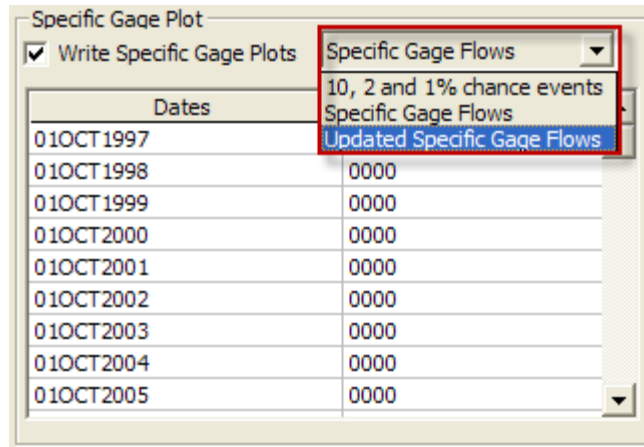 Specific Gage Plot
Write Specific Gage Plots Specific Gage Flows
10, 2 and 1% chance events
Dates Specific Gage Flows
01OCT1997 Updated Specific Gage Flows
01OCT1998 0000
01OCT1999 0000
01OCT2000 0000
01OCT2001 0000
01OCT2002 0000
01OCT2003 0000
01OCT2004 0000
01OCT2005 0000